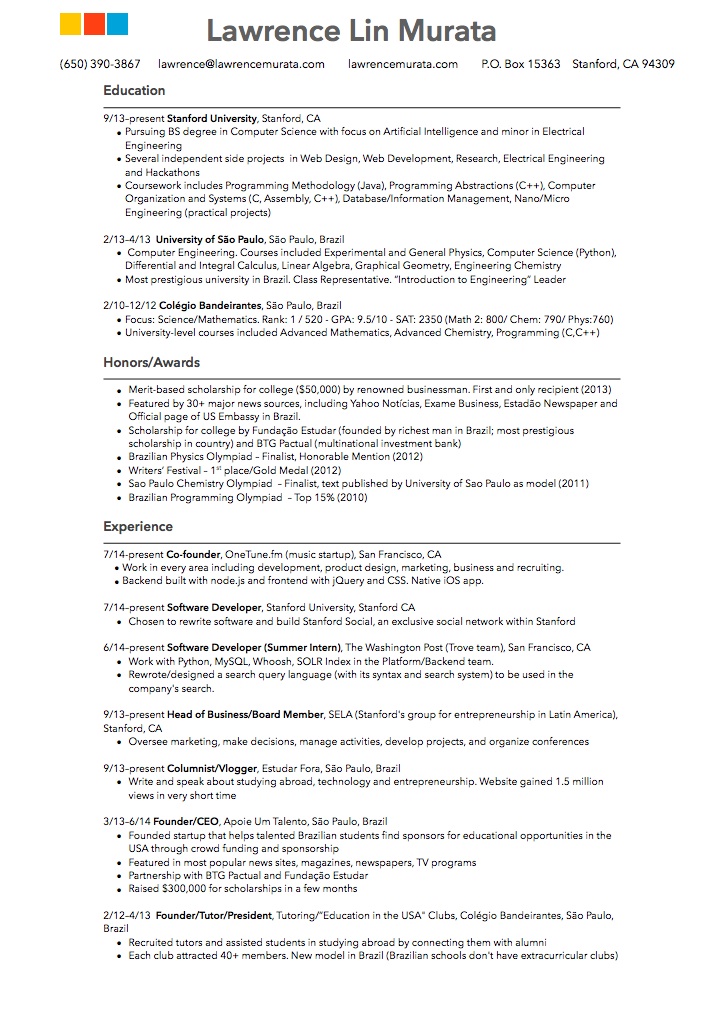 Lawrence Lin Murata
(650) 390-3867 lawrence@lawrencemurata.com lawrencemurata.com P.O. Box 15363 Stanford, CA 94309
Education
9/13–present Stanford University, Stanford, CA
• Pursuing BS degree in Computer Science with focus on Artificial Intelligence and minor in Electrical
Engineering
• Several independent side projects in Web Design, Web Development, Research, Electrical Engineering
and Hackathons
• Coursework includes Programming Methodology (Java), Programming Abstractions (C++), Computer
Organization and Systems (C, Assembly, C++), Database/Information Management, Nano/Micro
Engineering (practical projects)
2/13–4/13 University of São Paulo, São Paulo, Brazil
• Computer Engineering. Courses included Experimental and General Physics, Computer Science (Python),
Differential and Integral Calculus, Linear Algebra, Graphical Geometry, Engineering Chemistry
• Most prestigious university in Brazil. Class Representative. “Introduction to Engineering” Leader
2/10–12/12 Colégio Bandeirantes, São Paulo, Brazil
• Focus: Science/Mathematics. Rank: 1 / 520 - GPA: 9.5/10 - SAT: 2350 (Math 2: 800/ Chem: 790/ Phys:760)
• University-level courses included Advanced Mathematics, Advanced Chemistry, Programming (C,C++)
Honors/Awards
• Merit-based scholarship for college ($50,000) by renowned businessman. First and only recipient (2013)
• Featured by 30+ major news sources, including Yahoo Notícias, Exame Business, Estadão Newspaper and
Official page of US Embassy in Brazil.
• Scholarship for college by Fundação Estudar (founded by richest man in Brazil; most prestigious
scholarship in country) and BTG Pactual (multinational investment bank)
• Brazilian Physics Olympiad – Finalist, Honorable Mention (2012)
• Writers’ Festival – 1st place/Gold Medal (2012)
• Sao Paulo Chemistry Olympiad – Finalist, text published by University of Sao Paulo as model (2011)
• Brazilian Programming Olympiad – Top 15% (2010)
Experience
7/14–present Co-founder, OneTune.fm (music startup), San Francisco, CA
• Work in every area including development, product design, marketing, business and recruiting.
• Backend built with node.js and frontend with jQuery and CSS. Native iOS app.
7/14–present Software Developer, Stanford University, Stanford CA
• Chosen to rewrite software and build Stanford Social, an exclusive social network within Stanford
6/14–present Software Developer (Summer Intern), The Washington Post (Trove team), San Francisco, CA
• Work with Python, MySQL, Whoosh, SOLR Index in the Platform/Backend team.
• Rewrote/designed a search query language (with its syntax and search system) to be used in the
company's search.
9/13–present Head of Business/Board Member, SELA (Stanford's group for entrepreneurship in Latin America),
Stanford, CA
• Oversee marketing, make decisions, manage activities, develop projects, and organize conferences
9/13–present Columnist/Vlogger, Estudar Fora, São Paulo, Brazil
• Write and speak about studying abroad, technology and entrepreneurship. Website gained 1.5 million
views in very short time
3/13–6/14 Founder/CEO, Apoie Um Talento, São Paulo, Brazil
• Founded startup that helps talented Brazilian students find sponsors for educational opportunities in the
USA through crowd funding and sponsorship
• Featured in most popular news sites, magazines, newspapers, TV programs
• Partnership with BTG Pactual and Fundação Estudar
• Raised $300,000 for scholarships in a few months
2/12–4/13 Founder/Tutor/President, Tutoring/"Education in the USA" Clubs, Colégio Bandeirantes, São Paulo,
Brazil
• Recruited tutors and assisted students in studying abroad by connecting them with alumni
• Each club attracted 40+ members. New model in Brazil (Brazilian schools don't have extracurricular clubs)